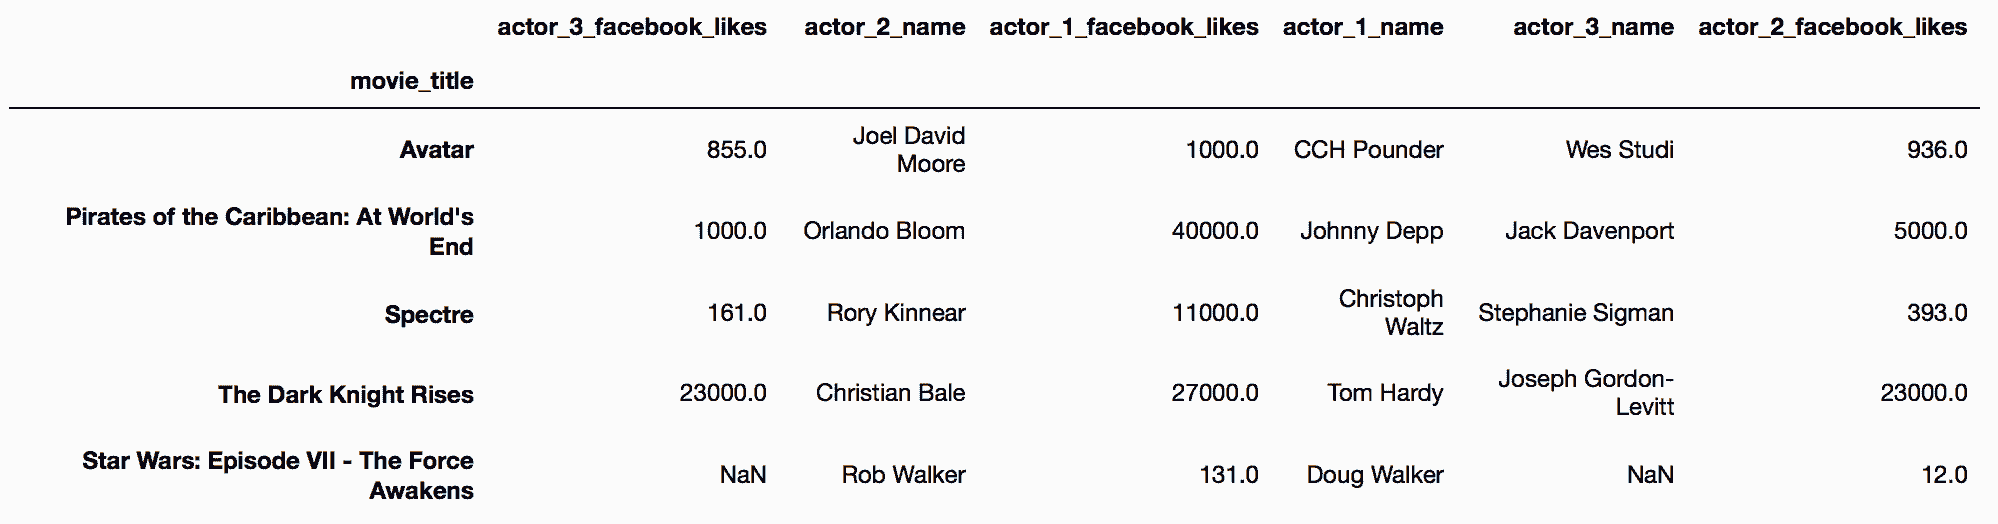 actor_3_facebook_likes actor_2_name actor_1_facebook_likes actor_1_name actor_3_name actor_2_facebook_likes
movie_title
Avatar 855.0 Joel David Moore 1000.0 CCH Pounder Wes Studi 936.0
Pirates of the Caribbean: At World's End 1000.0 Orlando Bloom 40000.0 Johnny Depp Jack Davenport 5000.0
Spectre 161.0 Rory Kinnear 11000.0 Christoph Waltz Stephanie Sigman 393.0
The Dark Knight Rises 23000.0 Christian Bale 27000.0 Tom Hardy Joseph Gordon-Levitt 23000.0
Star Wars: Episode VII - The Force Awakens NaN Rob Walker 131.0 Doug Walker NaN 12.0